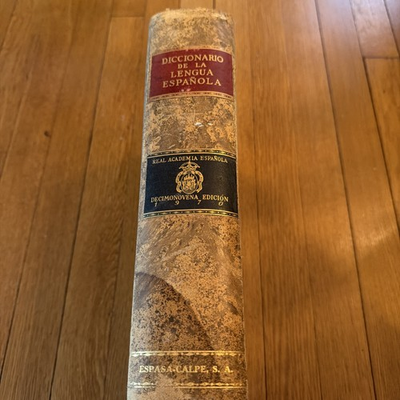 DICCIONARIO
DE LA
LENGUA
ESPAÑOLA
REAL ACADEMIA ESPAÑOLA
DECIMONOVENA EDICIÓN
1970
ESPASA-CALPE, S. A.